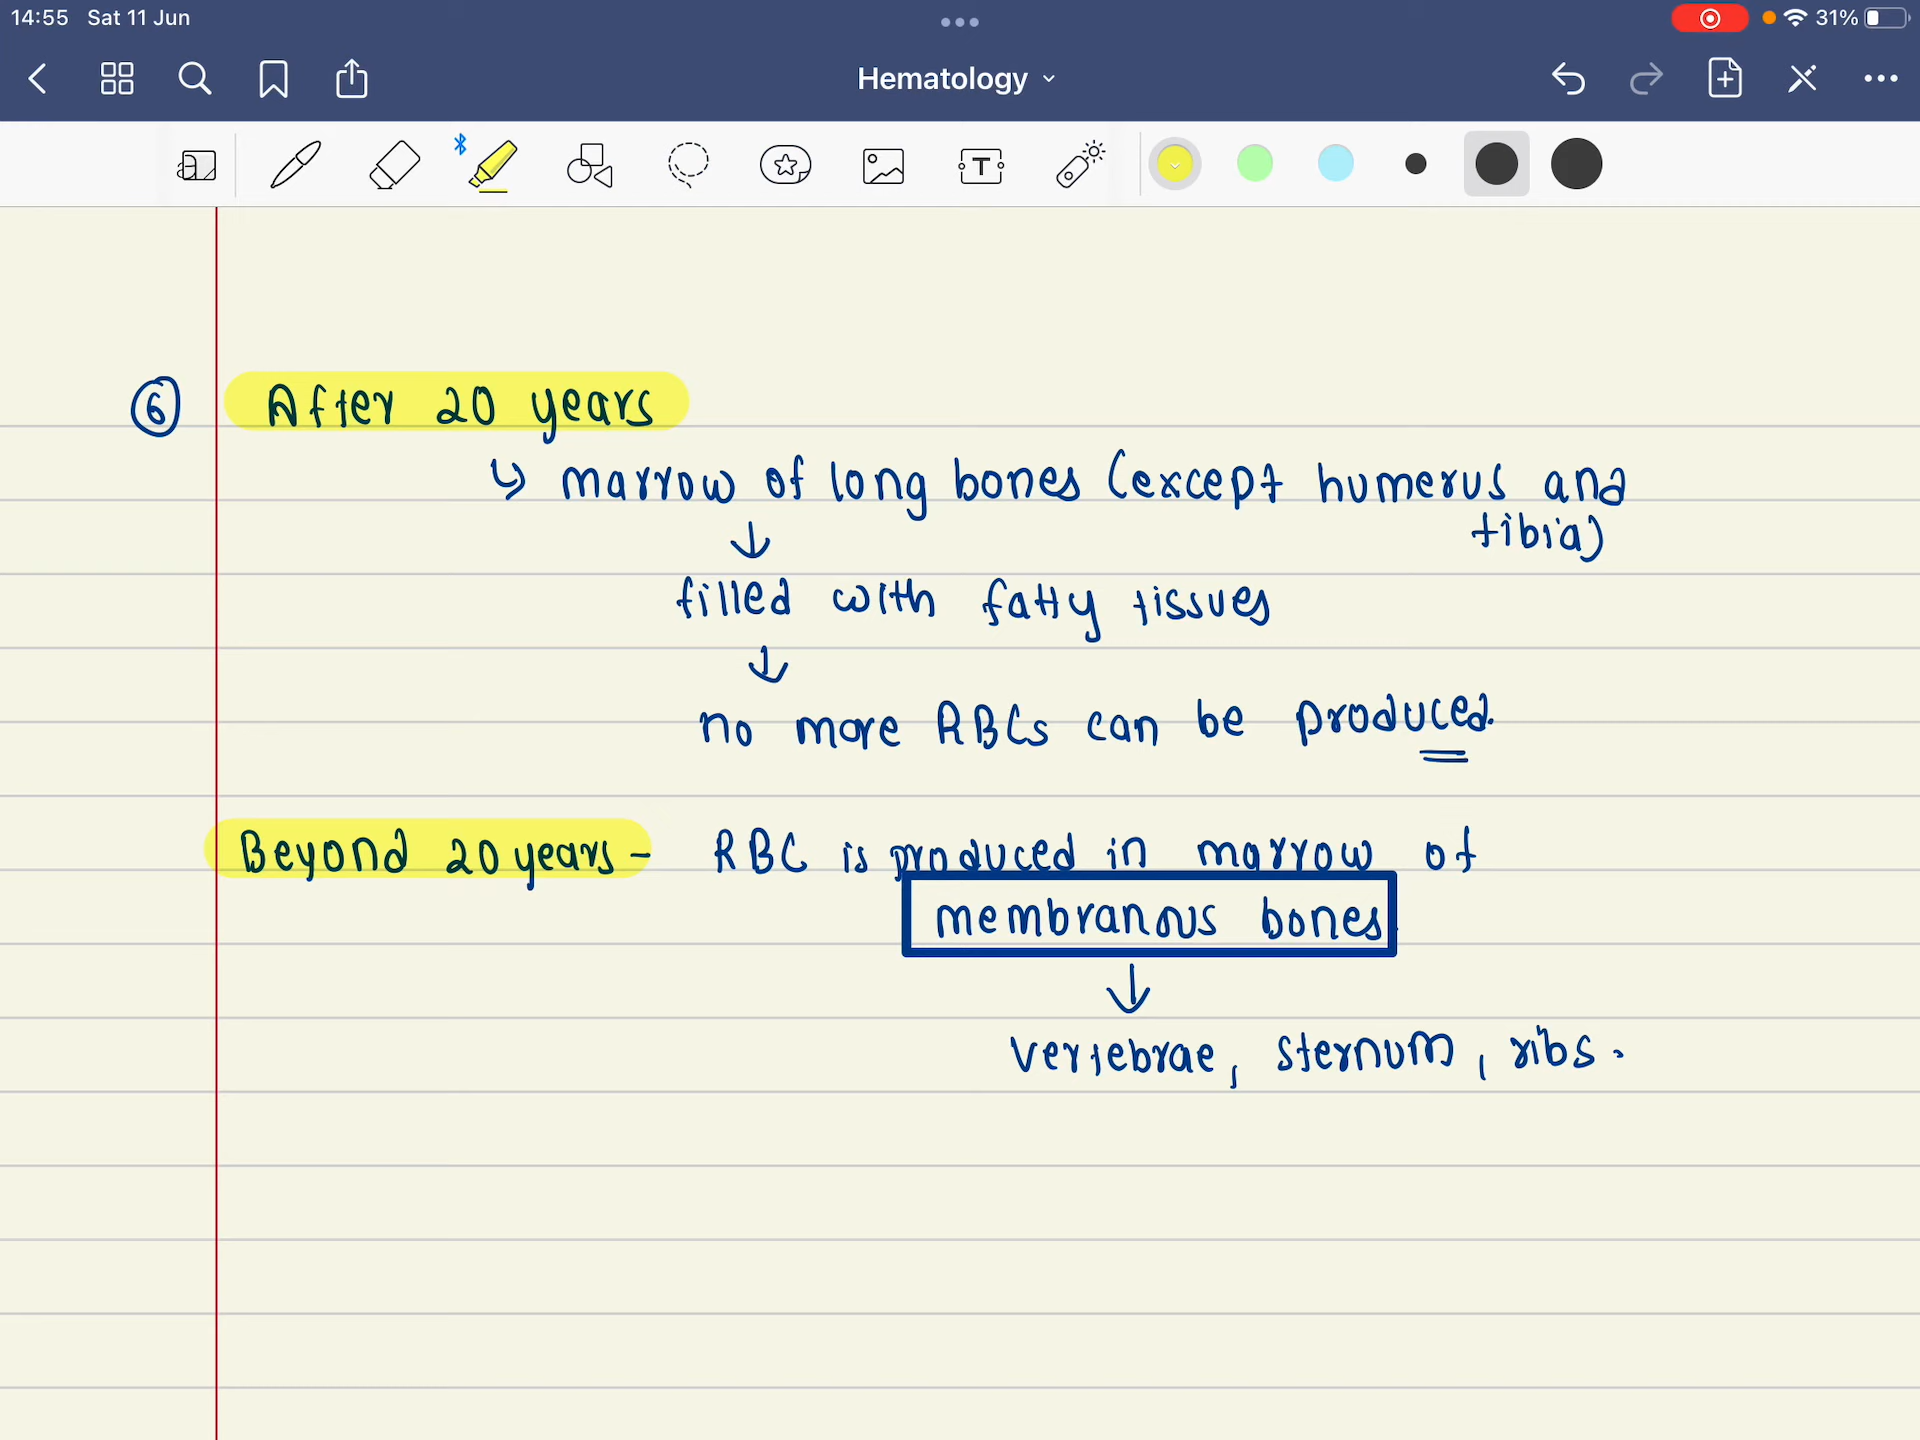 14:55 Sat 11 Jun
31%
Hematology
T
6 After 20 years
marrow of long bones (except humerus and
tibia)
filled with fatty tissues
no more RBCs can be produced.
Beyond 20 years - RBC is produced in marrow of
membranous bones
vertebrae, sternum, ribs.